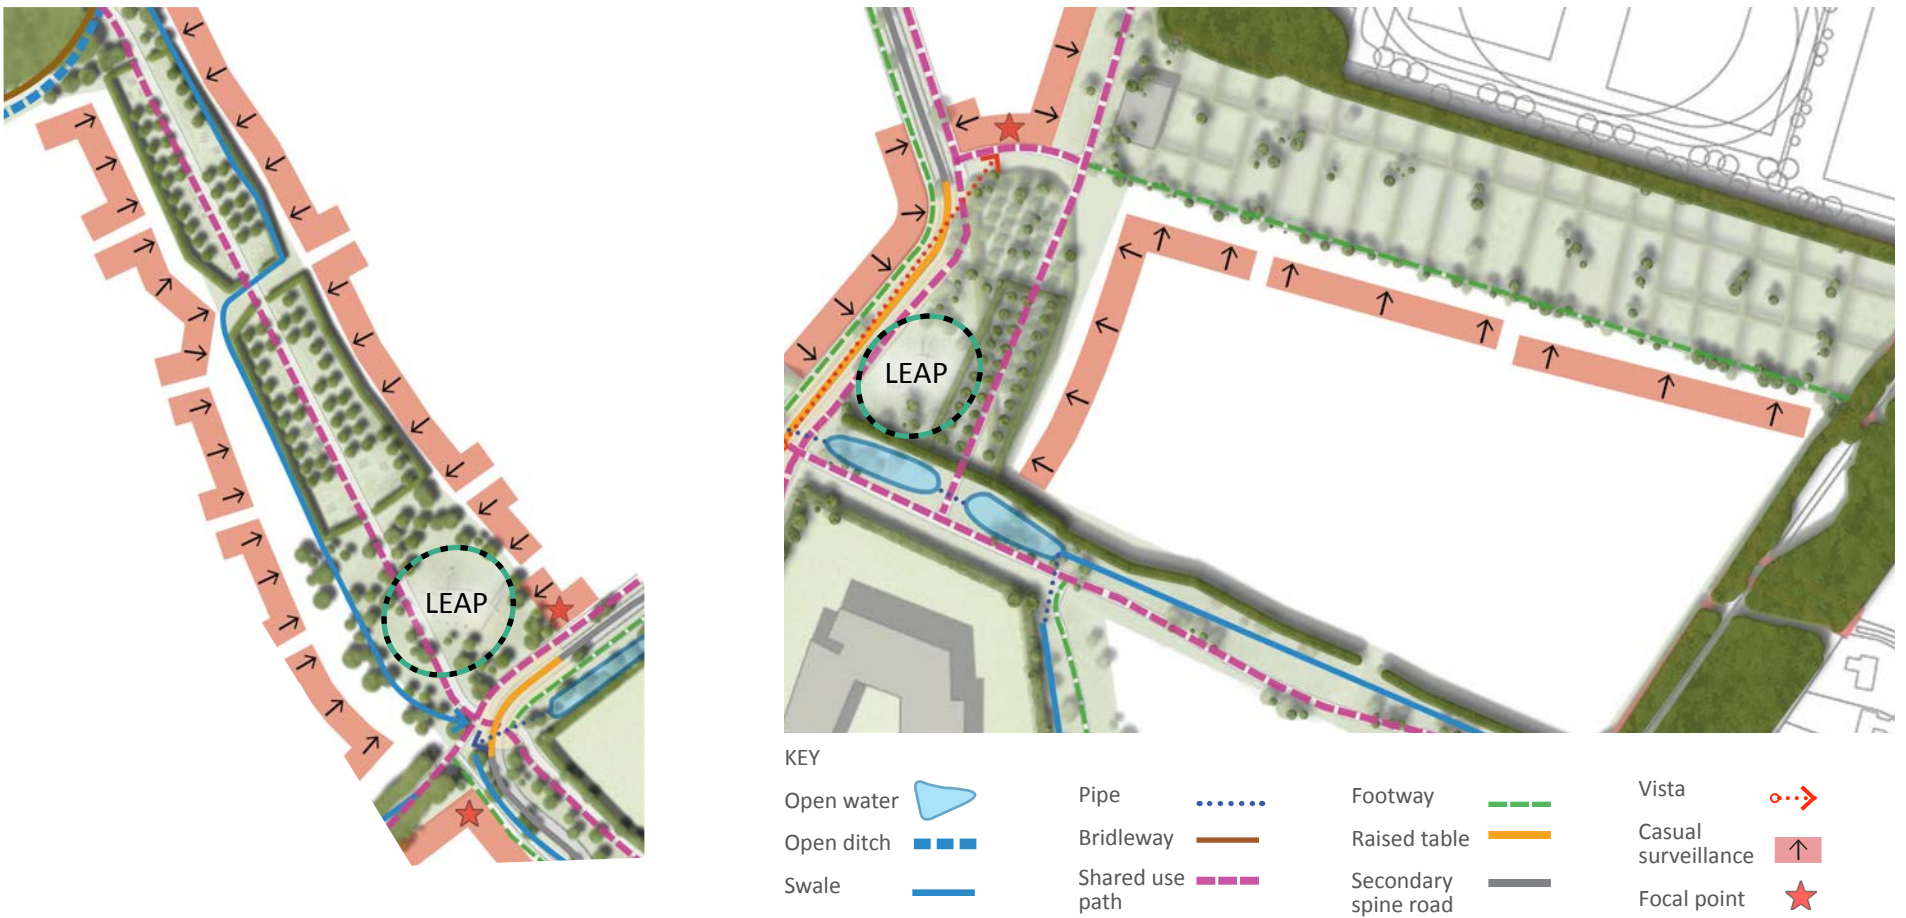 LEAP
LEAP
KEY
Open water
Open ditch
Swale
Pipe
Bridleway
Shared use
path
Footway
Raised table
Secondary
spine road
Vista
Casual
surveillance
Focal point